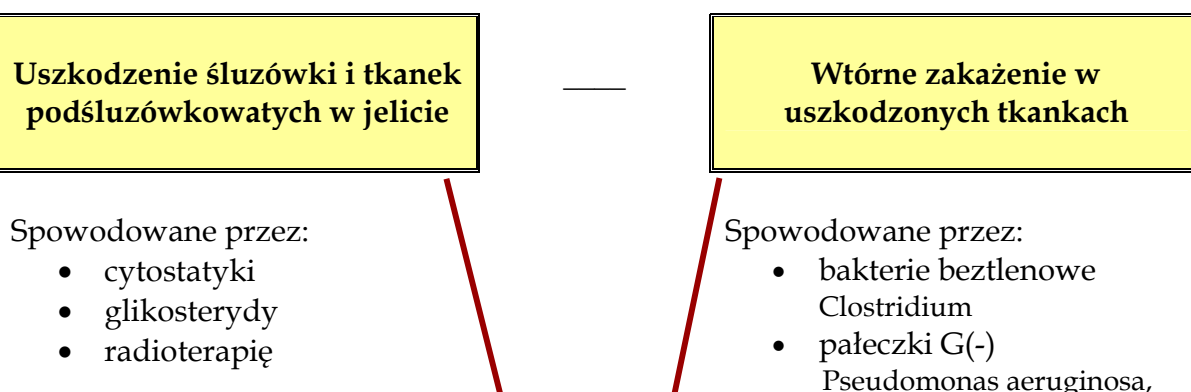 Uszkodzenie śluzówki i tkanek
podśluzówkowatych w jelicie
Wtórne zakażenie w
uszkodzonych tkankach
Spowodowane przez:
• cytostatyki
• glikosterydy
• radioterapię
Spowodowane przez:
• bakterie beztlenowe
Clostridium
• pałeczki G(-)
Pseudomonas aeruginosa,